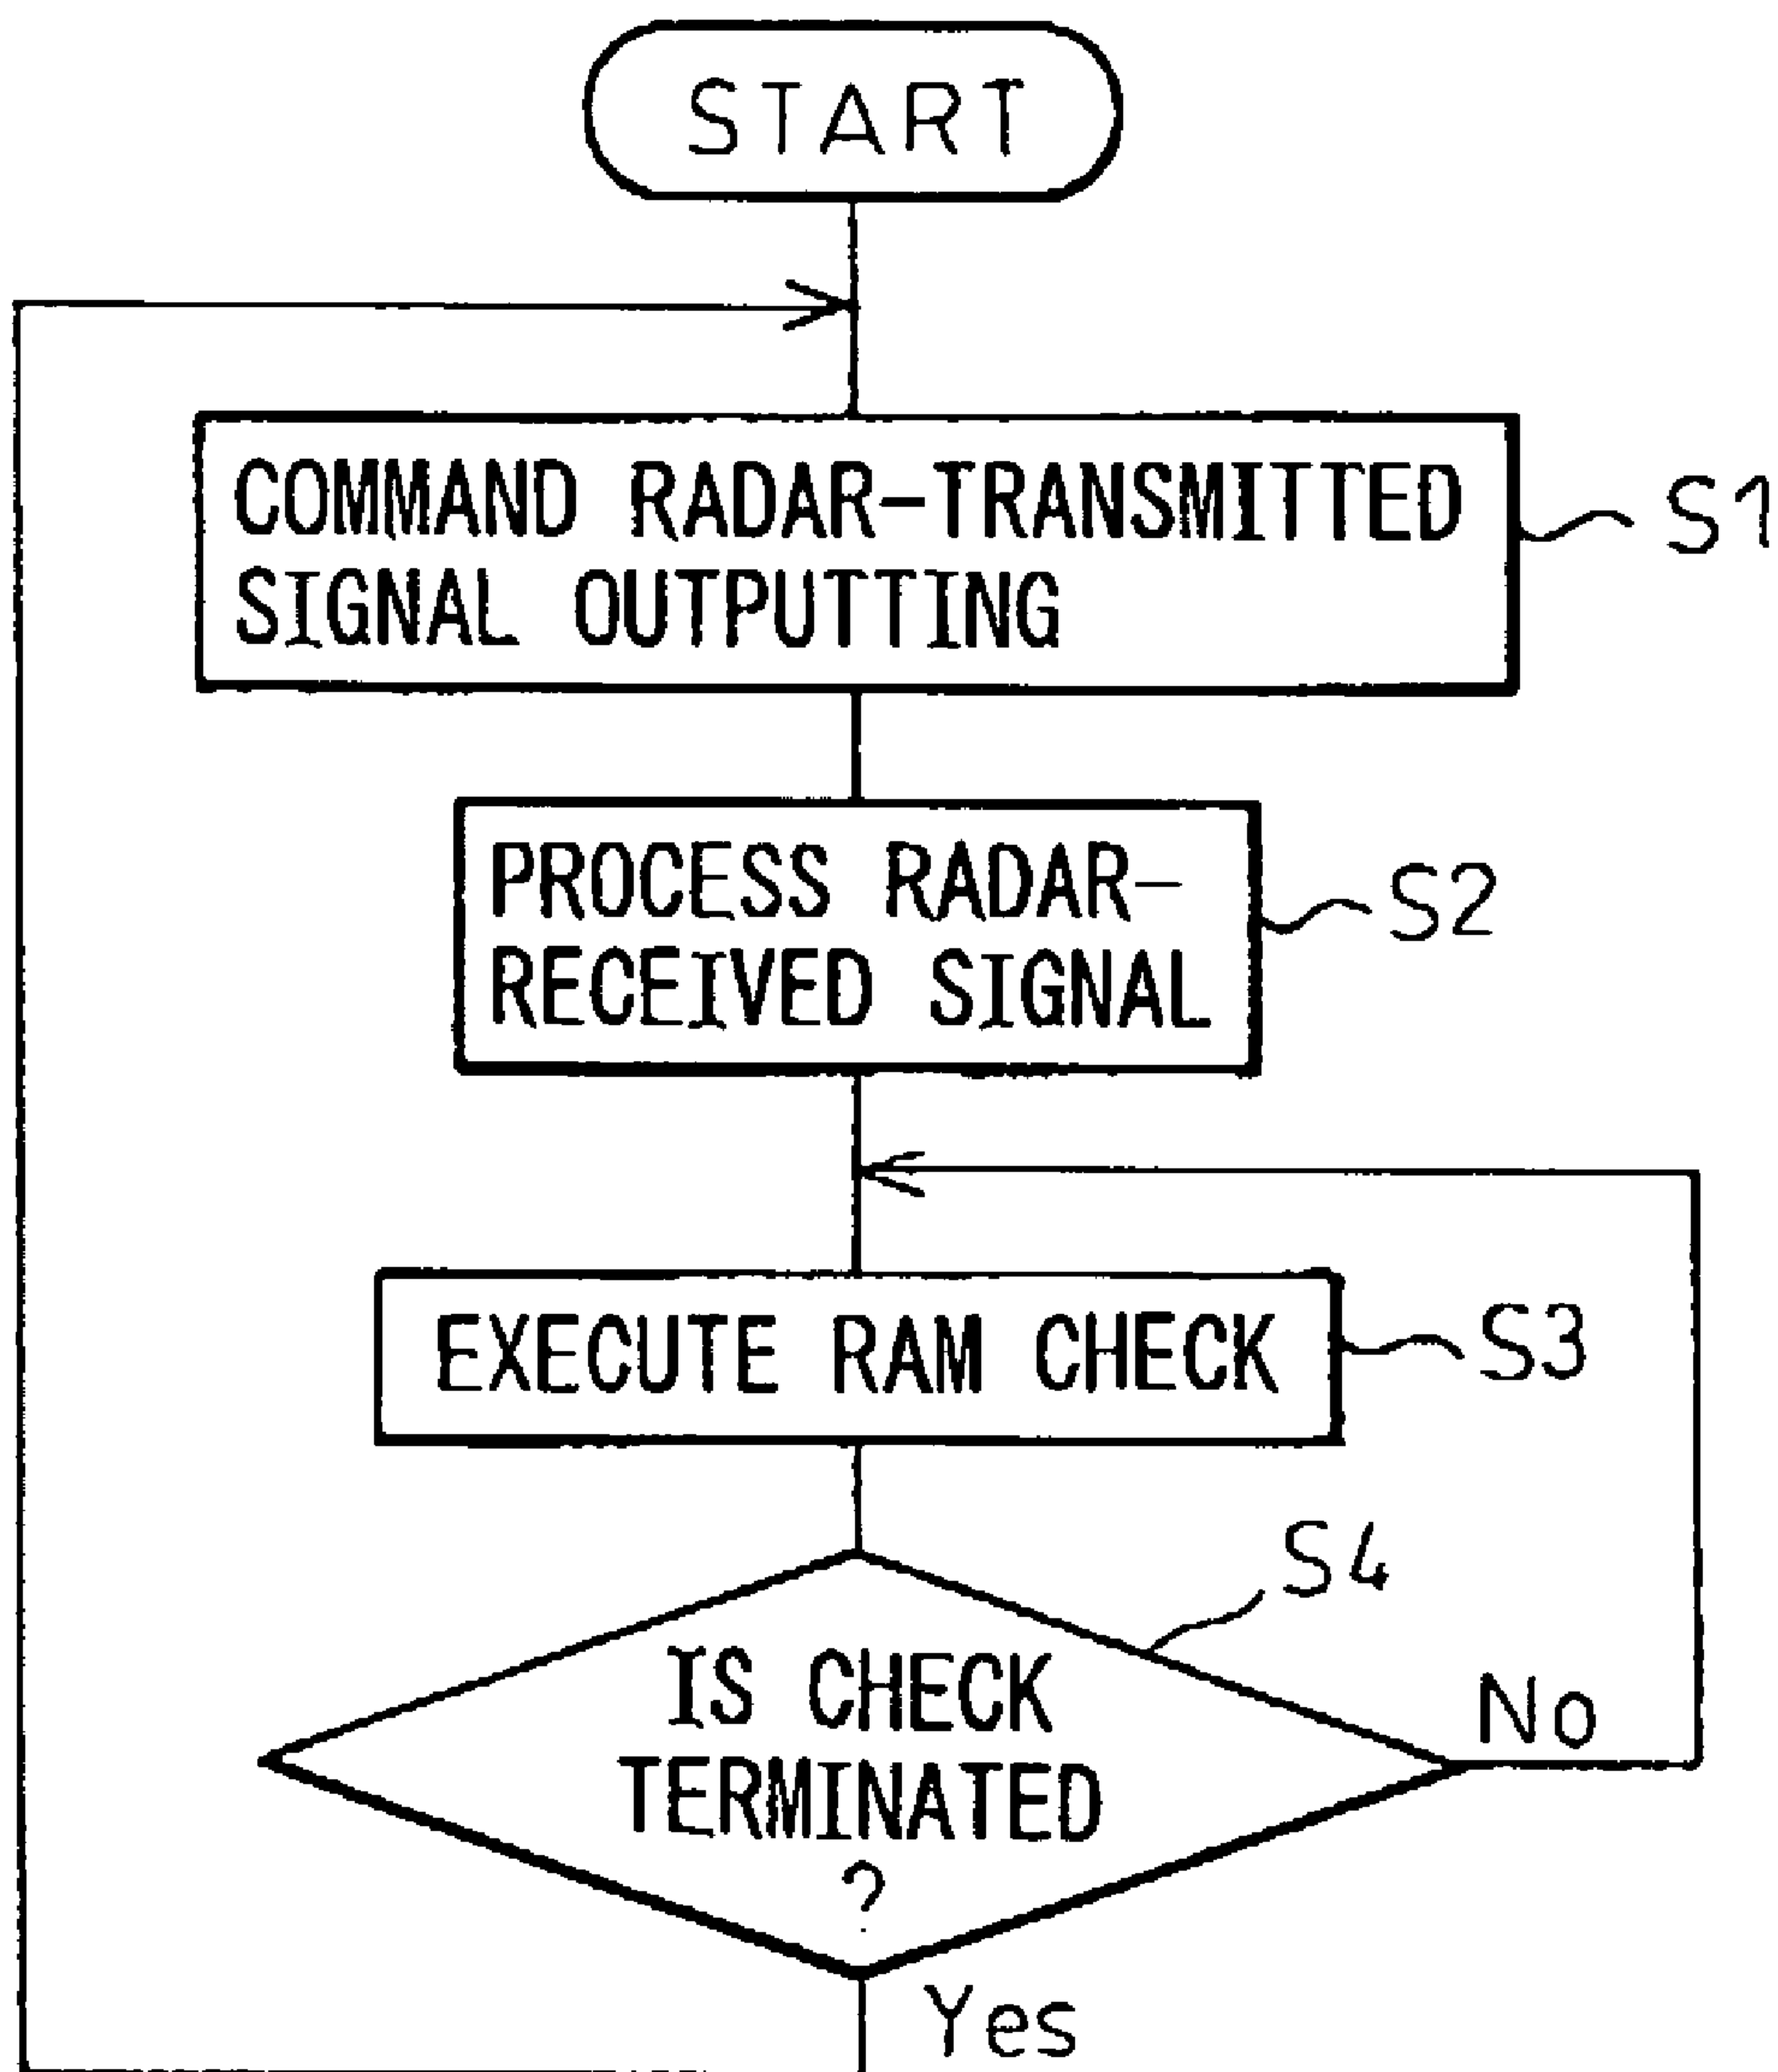 START
COMMAND RADAR-TRANSMITTED
SIGNAL OUTPUTTING
S1
PROCESS RADAR-
RECEIVED SIGNAL
S2
EXECUTE RAM CHECK
S3
S4
IS CHECK
TERMINATED
?
No
Yes